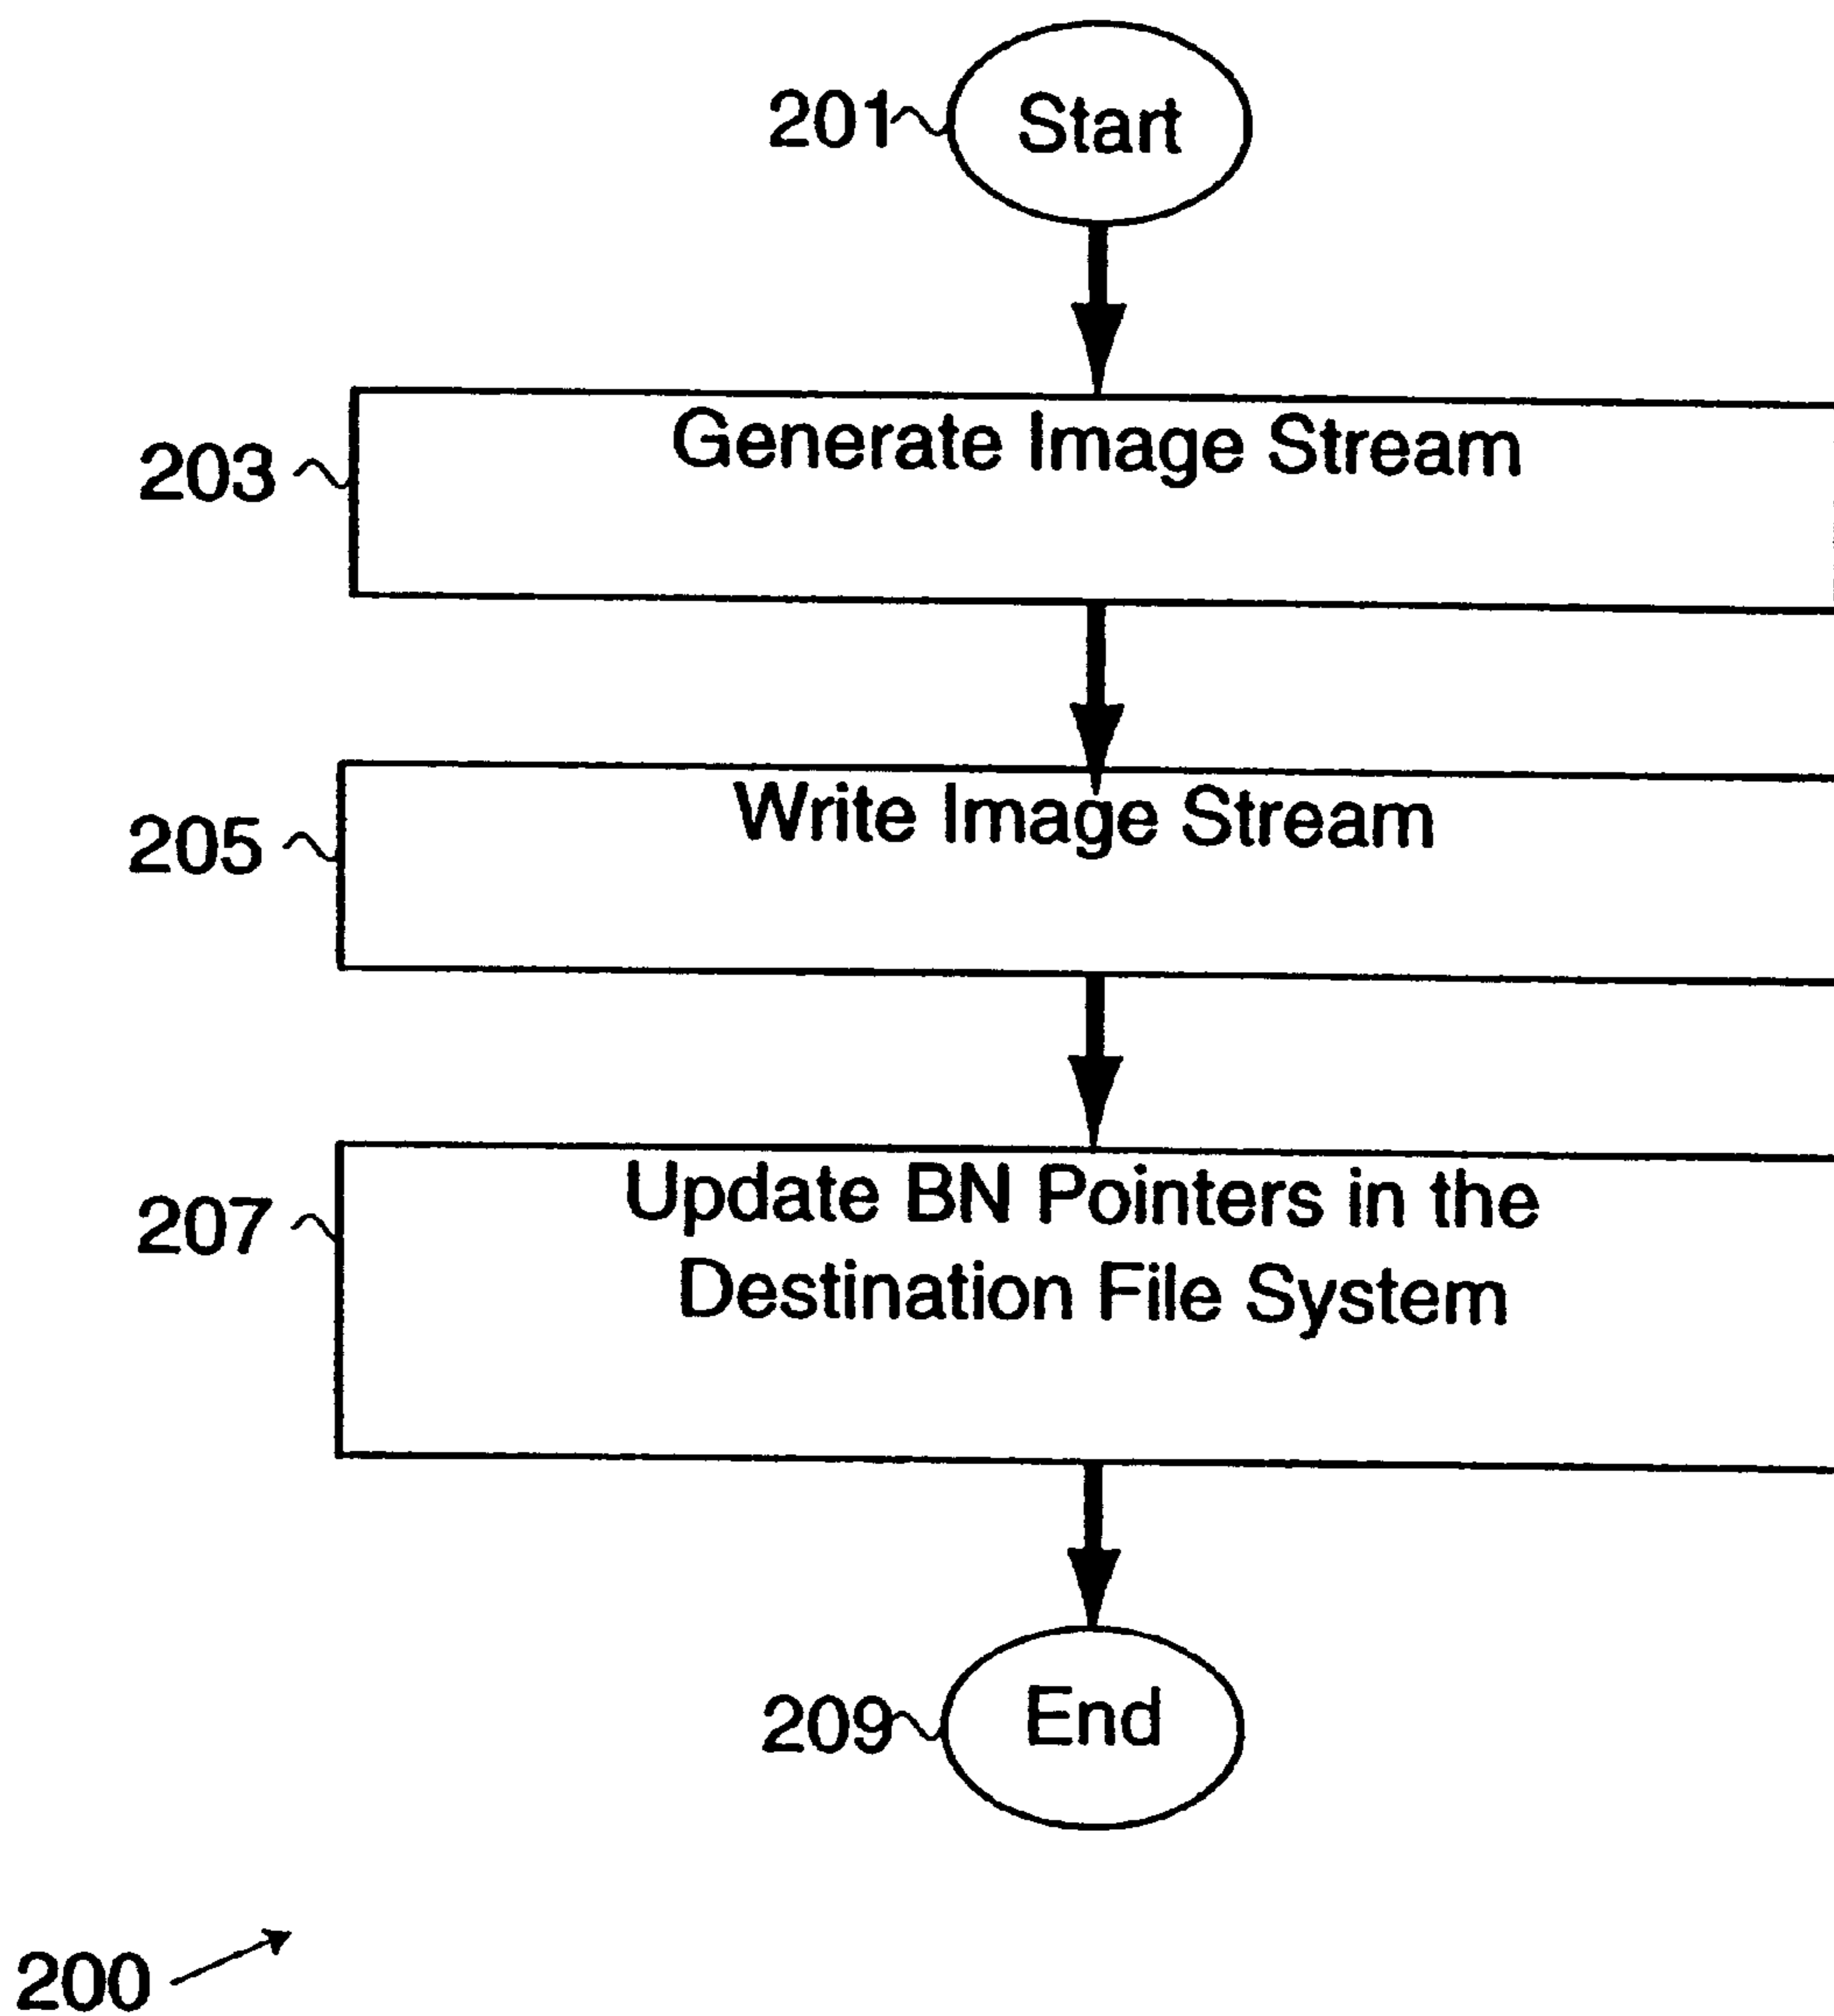 201 Start
203 Generate Image Stream
205 Write Image Stream
207 Update BN Pointers in the
Destination File System
209 End
200